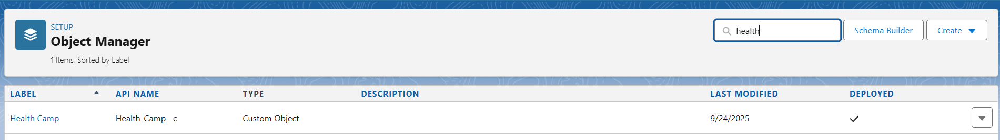 SETUP
Object Manager
1 Items, Sorted by Label
health
Schema Builder
Create
LABEL API NAME TYPE DESCRIPTION LAST MODIFIED DEPLOYED
Health Camp Health_Camp__c Custom Object 9/24/2025